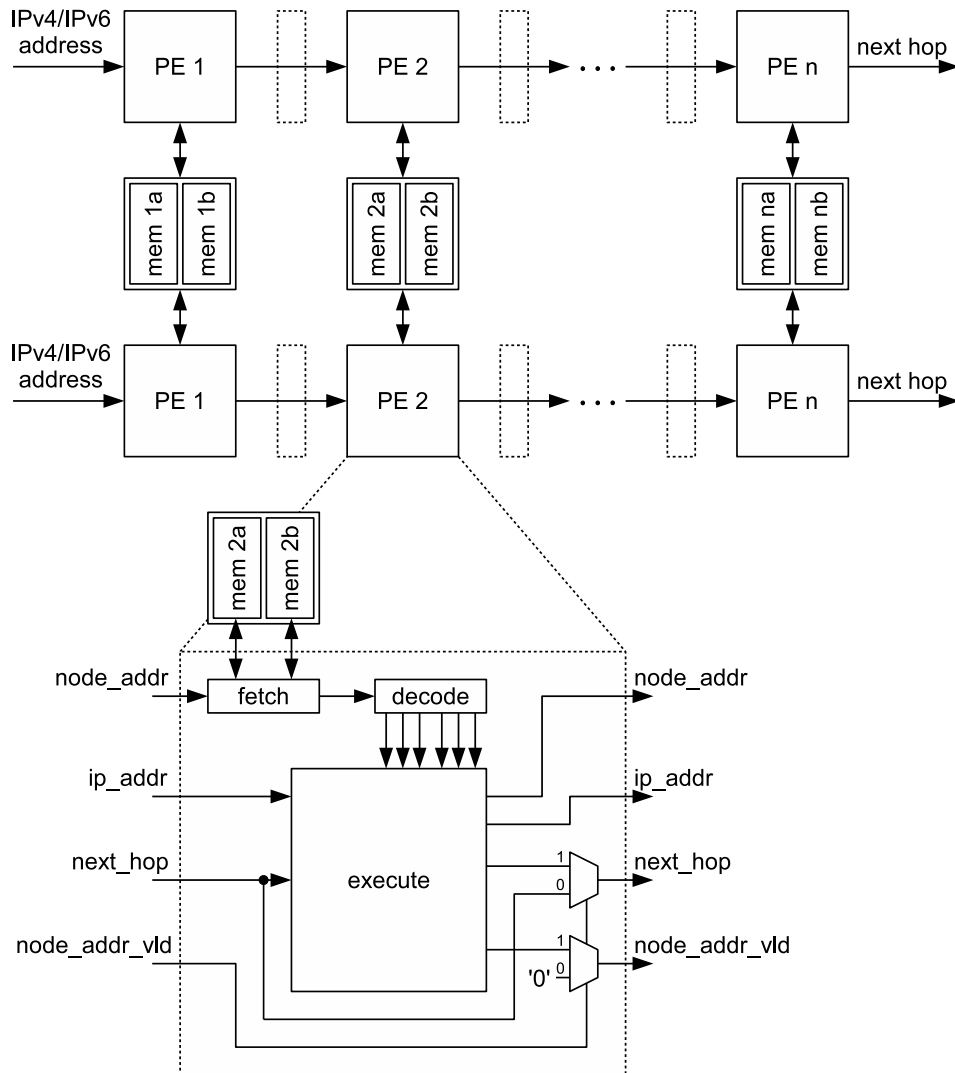 IPv4/IPv6
address
PE 1
PE 2
. . .
PE n
next hop
mem 1a
mem 1b
mem 2a
mem 2b
mem na
mem nb
IPv4/IPv6
address
PE 1
PE 2
. . .
PE n
next hop
mem 2a
mem 2b
node_addr
fetch
decode
node_addr
ip_addr
ip_addr
next_hop
execute
1
0
next_hop
node_addr_vld
1
'0' 0
node_addr_vld